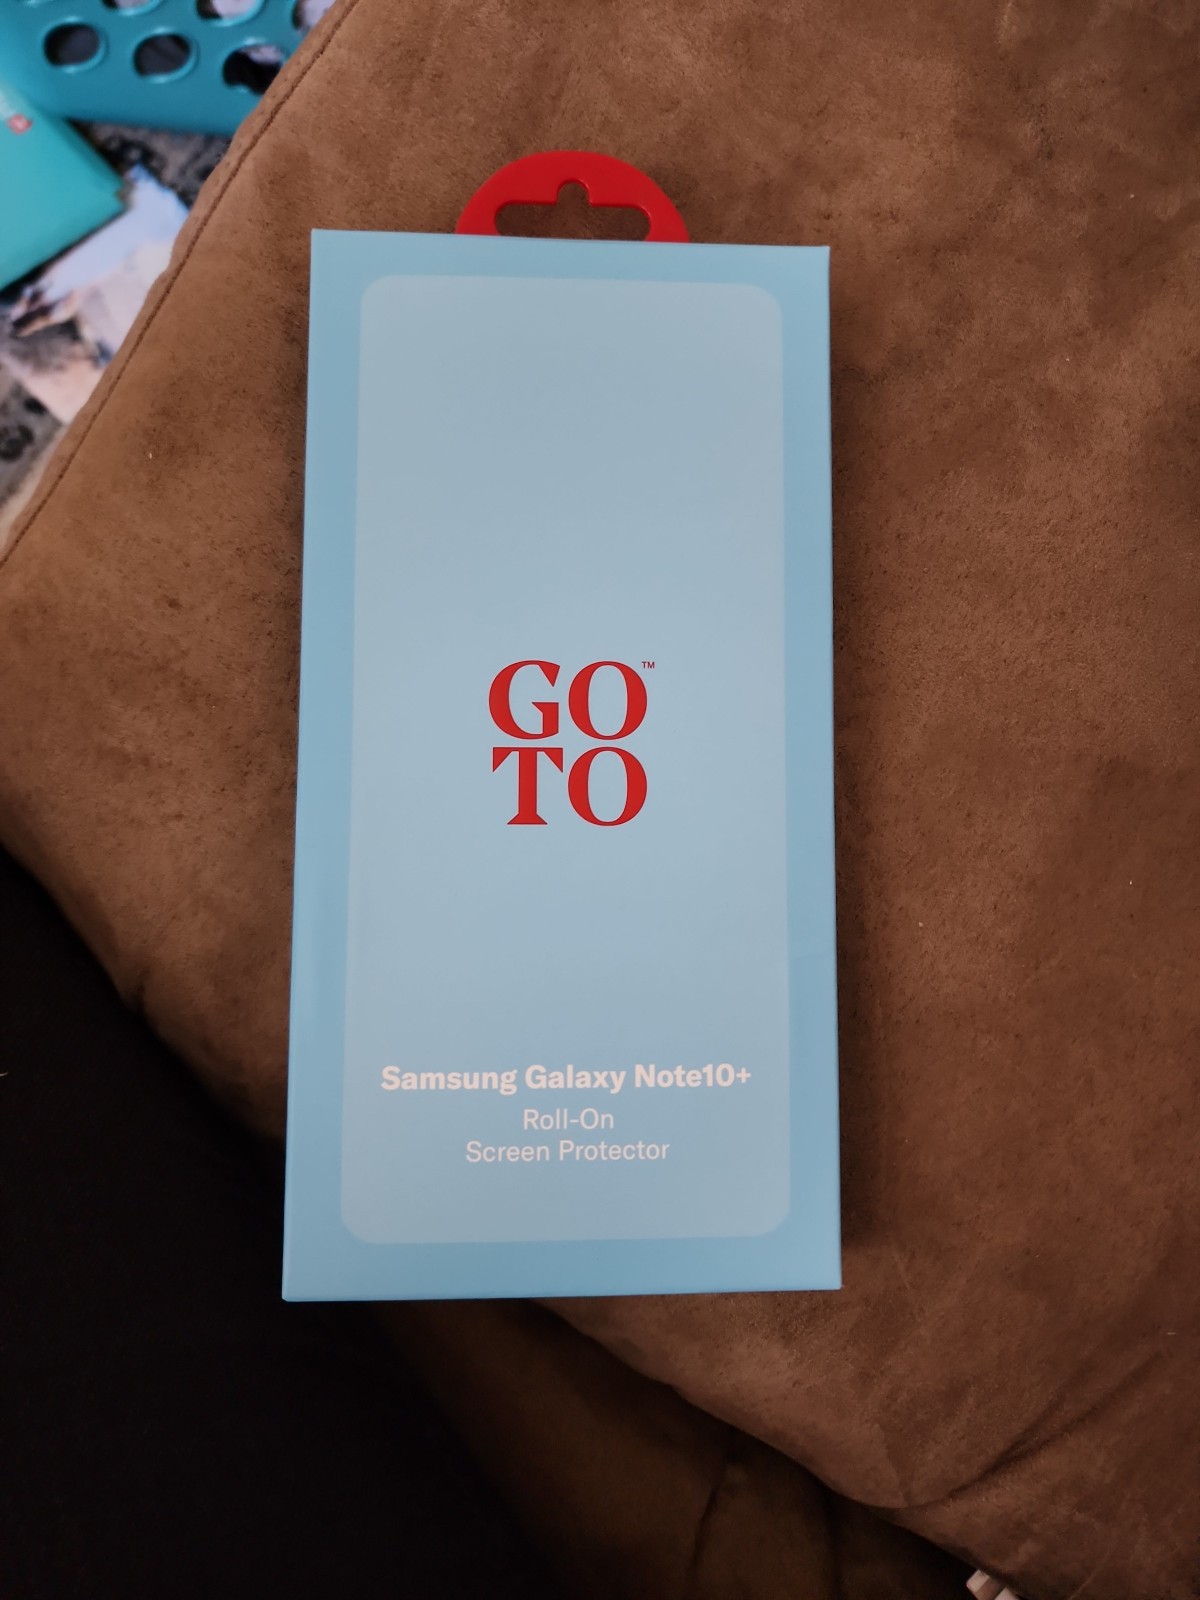 GO™
TO
Samsung Galaxy Note10+
Roll-On
Screen Protector